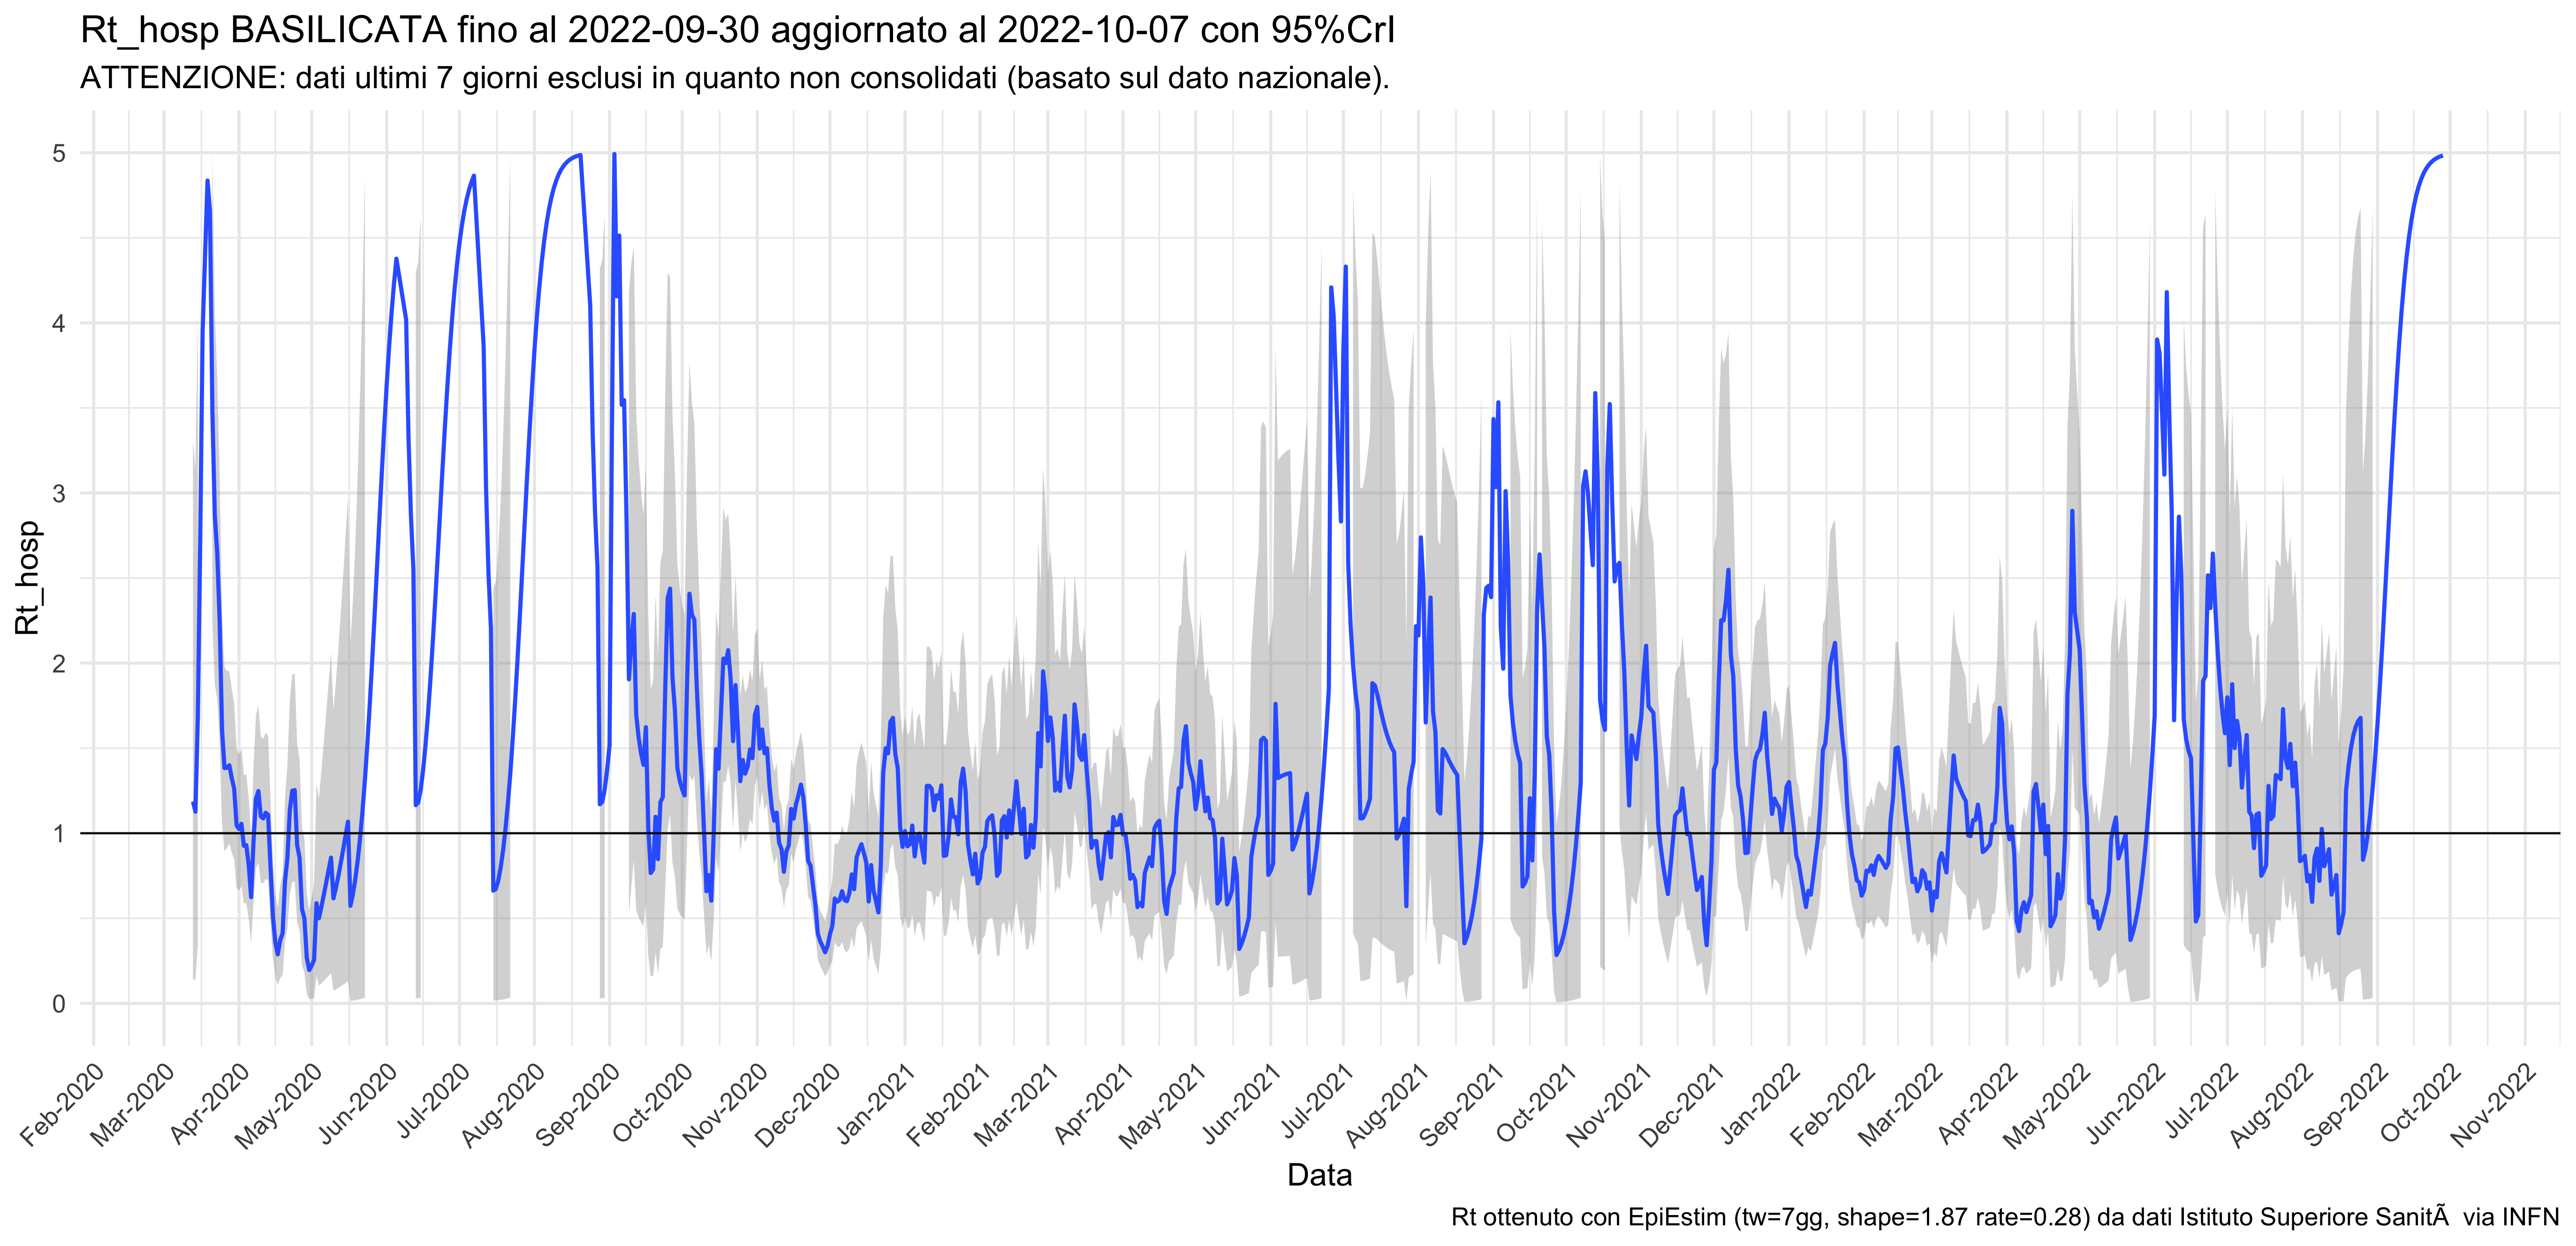 Rt_hosp BASILICATA fino al 2022-09-30 aggiornato al 2022-10-07 con 95%CrI
ATTENZIONE: dati ultimi 7 giorni esclusi in quanto non consolidati (basato sul dato nazionale).
5
4
3
2
1
0
Rt_hosp
Feb-2020
Mar-2020
Apr-2020
May-2020
Jun-2020
Jul-2020
Aug-2020
Sep-2020
Oct-2020
Nov-2020
Dec-2020
Jan-2021
Feb-2021
Mar-2021
Apr-2021
May-2021
Jun-2021
Jul-2021
Aug-2021
Sep-2021
Oct-2021
Nov-2021
Dec-2021
Jan-2022
Feb-2022
Mar-2022
Apr-2022
May-2022
Jun-2022
Jul-2022
Aug-2022
Sep-2022
Oct-2022
Nov-2022
Data
Rt ottenuto con EpiEstim (tw=7gg, shape=1.87 rate=0.28) da dati Istituto Superiore SanitÃ  via INFN